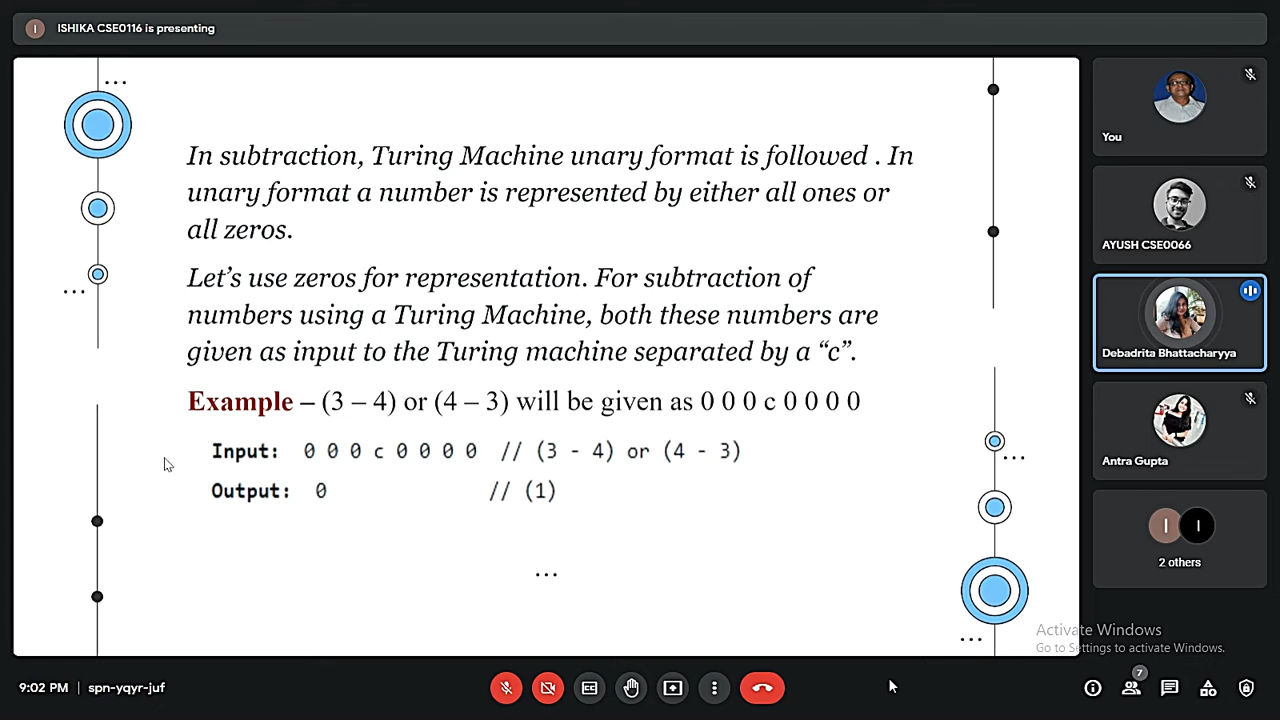 I
ISHIKA CSE0116 is presenting
In subtraction, Turing Machine unary format is followed . In
unary format a number is represented by either all ones or
all zeros.
Let’s use zeros for representation. For subtraction of
numbers using a Turing Machine, both these numbers are
given as input to the Turing machine separated by a “c”.
Example – (3 – 4) or (4 – 3) will be given as 0 0 0 c 0 0 0 0
Input: 0 0 0 c 0 0 0 0 // (3 - 4) or (4 - 3)
Output: 0 // (1)
You
AYUSH CSE0066
Debadrita Bhattacharyya
Antra Gupta
I I
2 others
Activate Windows
Go to Settings to activate Windows.
9:02 PM | spn-yqyr-juf
7